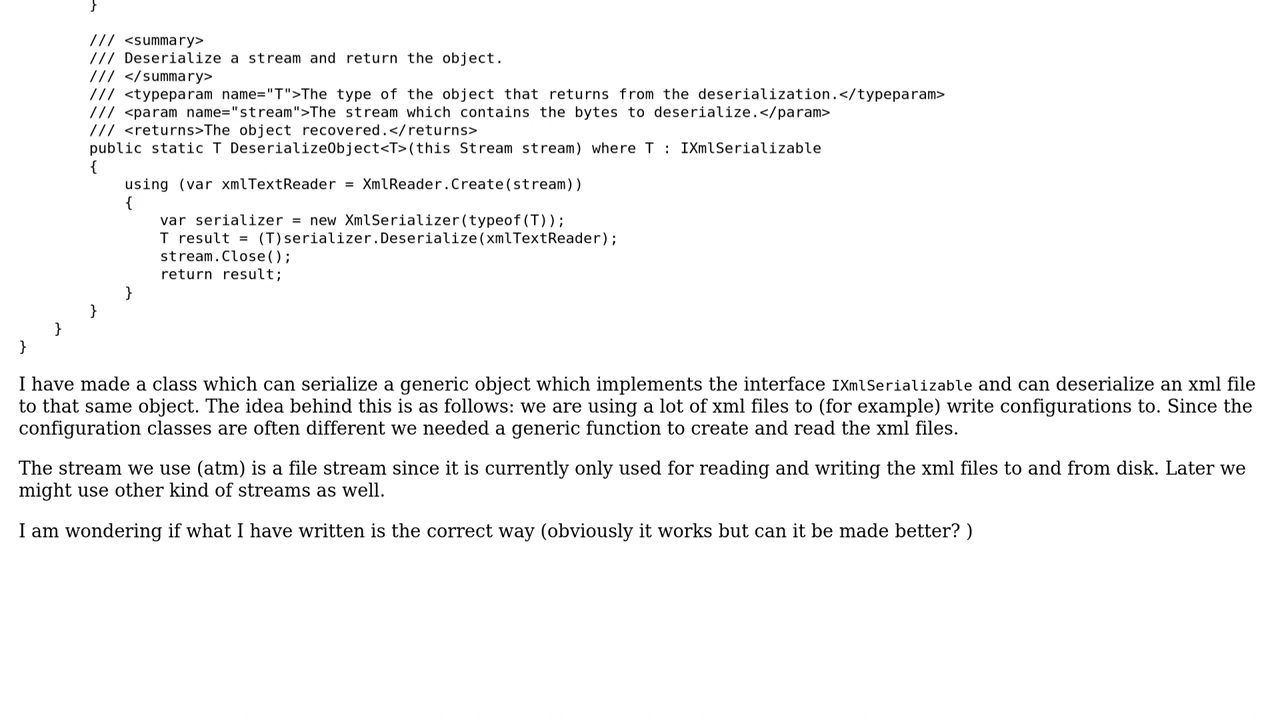 }
/// <summary>
/// Deserialize a stream and return the object.
/// </summary>
/// <typeparam name="T">The type of the object that returns from the deserialization.</typeparam>
/// <param name="stream">The stream which contains the bytes to deserialize.</param>
/// <returns>The object recovered.</returns>
public static T DeserializeObject<T>(this Stream stream) where T : IXmlSerializable
{
using (var xmlTextReader = XmlReader.Create(stream))
{
var serializer = new XmlSerializer(typeof(T));
T result = (T)serializer.Deserialize(xmlTextReader);
stream.Close();
return result;
}
}
}
}
I have made a class which can serialize a generic object which implements the interface IXmlSerializable and can deserialize an xml file
to that same object. The idea behind this is as follows: we are using a lot of xml files to (for example) write configurations to. Since the
configuration classes are often different we needed a generic function to create and read the xml files.
The stream we use (atm) is a file stream since it is currently only used for reading and writing the xml files to and from disk. Later we
might use other kind of streams as well.
I am wondering if what I have written is the correct way (obviously it works but can it be made better? )